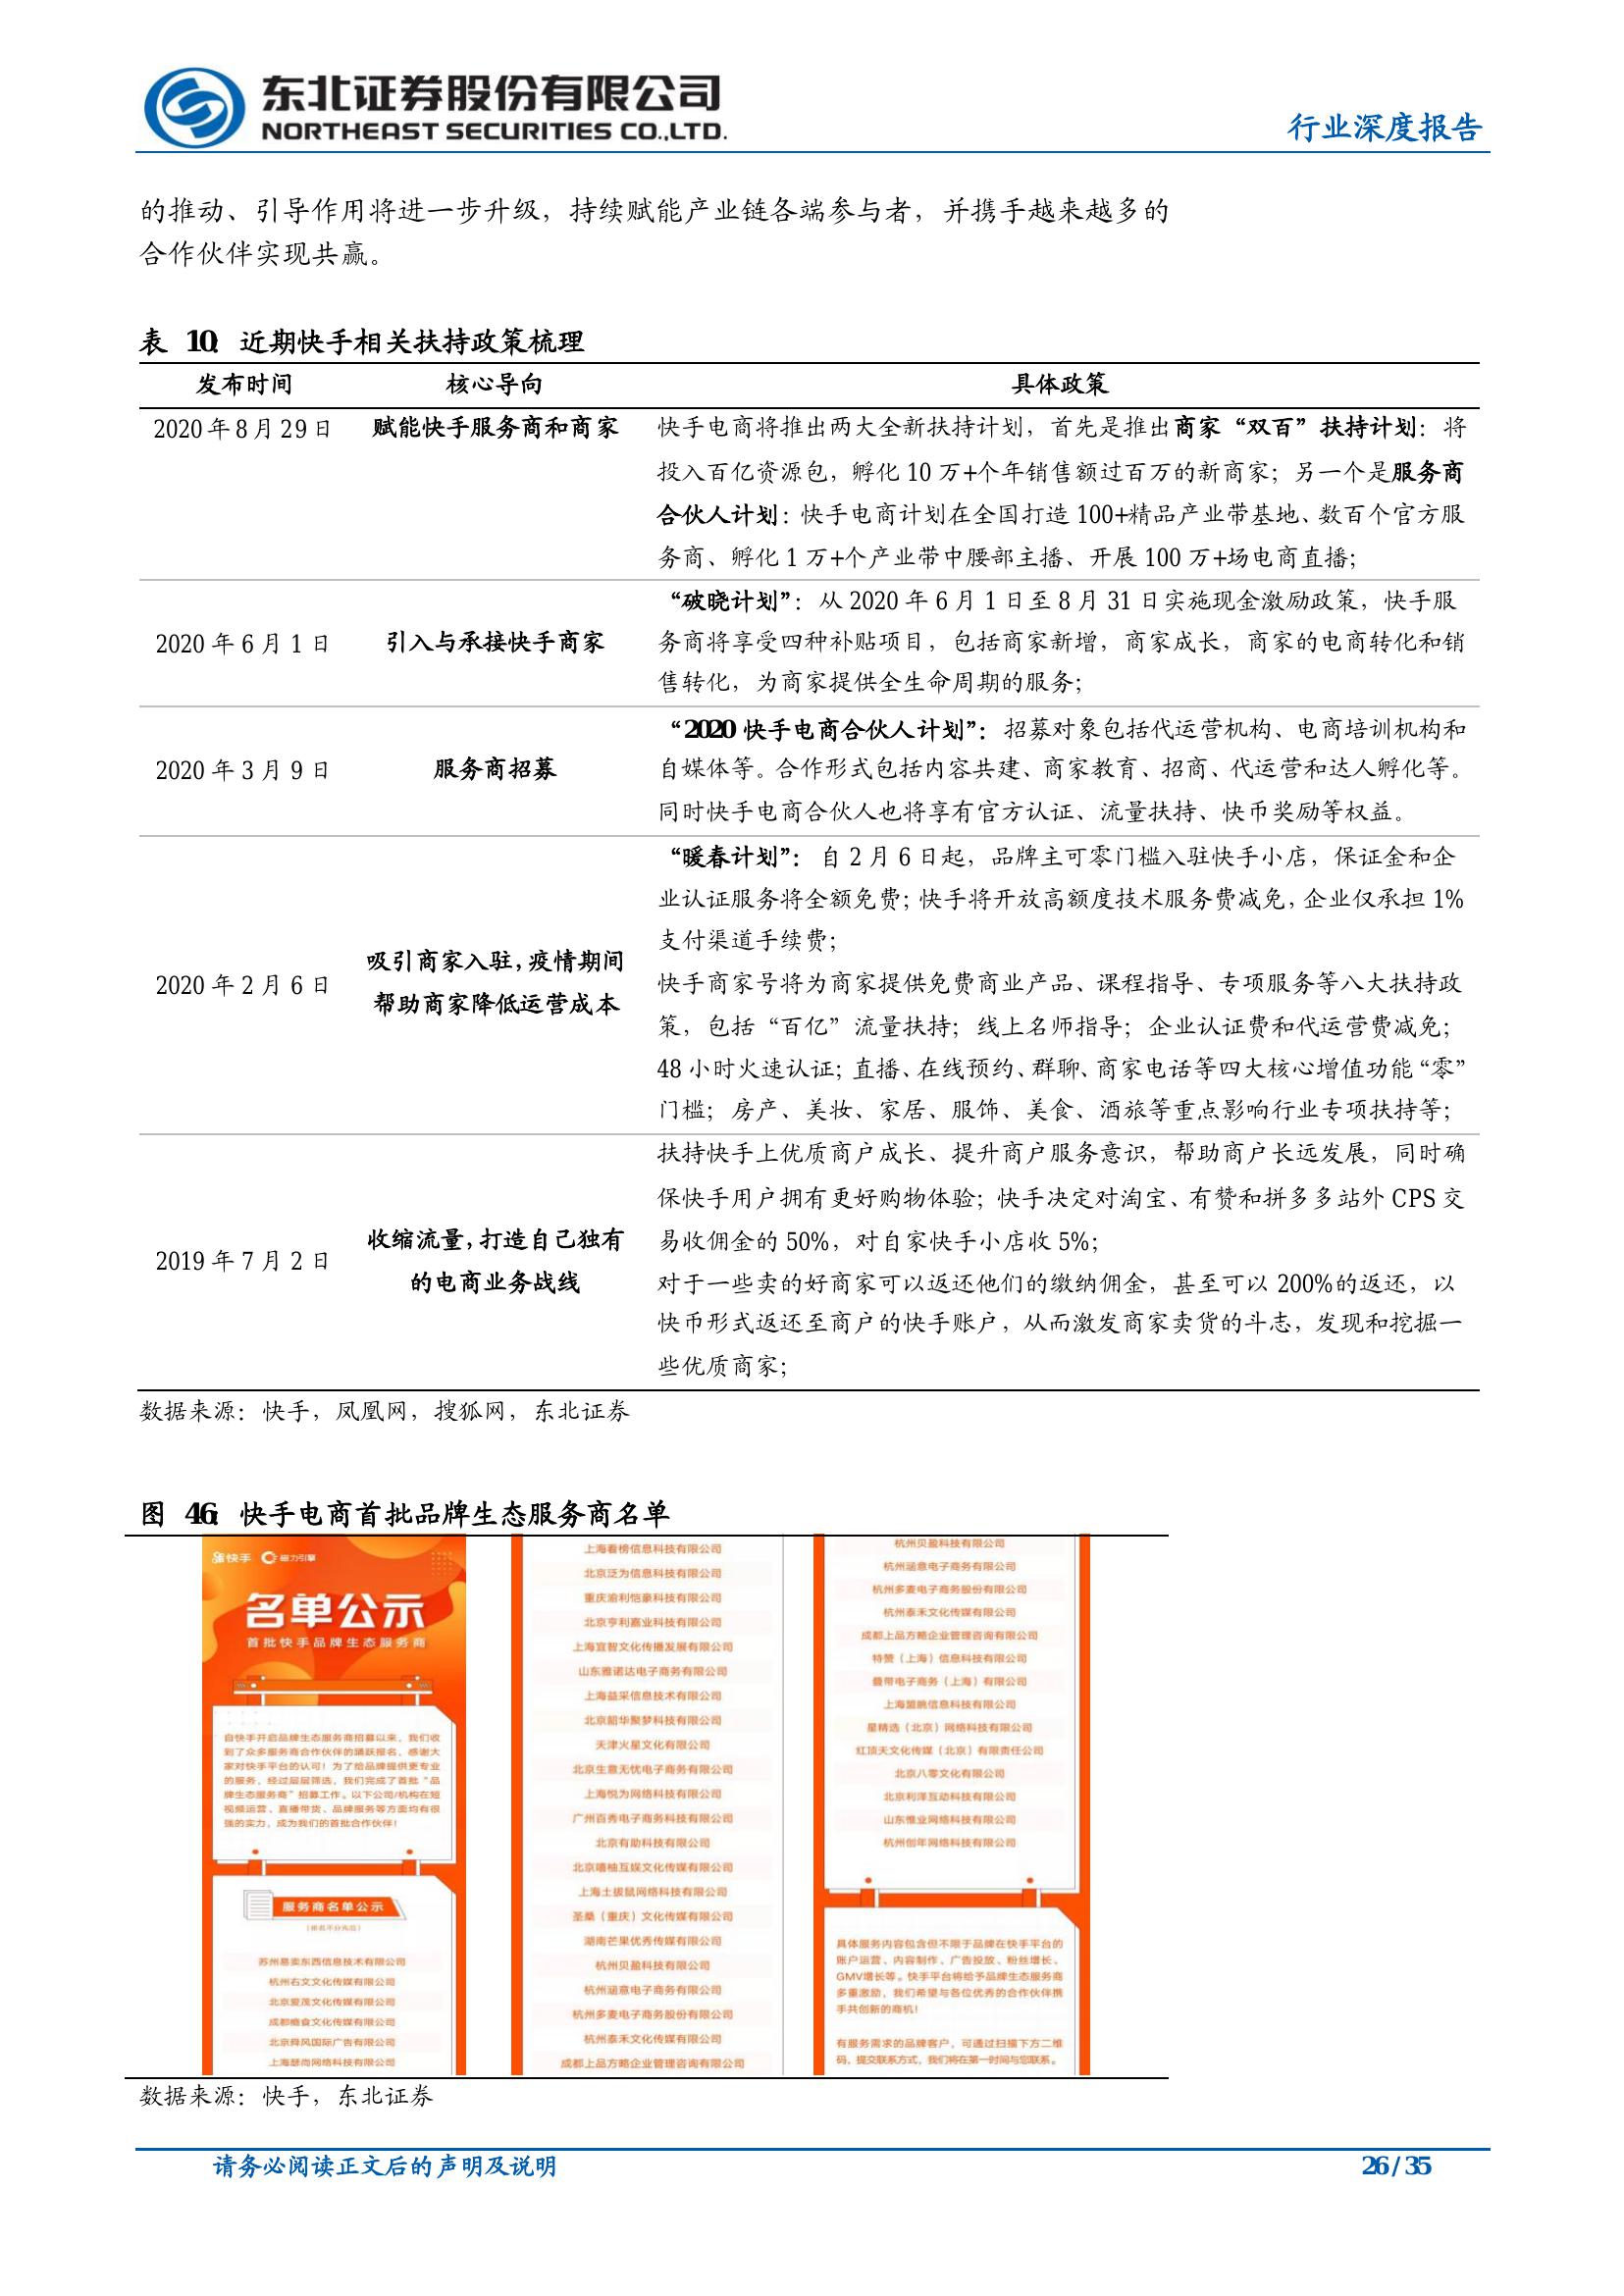 东北证券股份有限公司
NORTHEAST SECURITIES CO.,LTD.
行业深度报告
的推动、引导作用将进一步升级，持续赋能产业链各端参与者，并携手越来越多的
合作伙伴实现共赢。
表 10: 近期快手相关扶持政策梳理
发布时间 核心导向 具体政策
2020 年 8 月 29 日 赋能快手服务商和商家 快手电商将推出两大全新扶持计划，首先是推出商家“双百”扶持计划：将
投入百亿资源包，孵化 10 万+个年销售额过百万的新商家；另一个是服务商
合伙人计划：快手电商计划在全国打造 100+精品产业带基地、数百个官方服
务商、孵化 1 万+个产业带中腰部主播、开展 100 万+场电商直播；
“破晓计划”：从 2020 年 6 月 1 日至 8 月 31 日实施现金激励政策，快手服
2020 年 6 月 1 日 引入与承接快手商家 务商将享受四种补贴项目，包括商家新增，商家成长，商家的电商转化和销
售转化，为商家提供全生命周期的服务；
“2020 快手电商合伙人计划”：招募对象包括代运营机构、电商培训机构和
2020 年 3 月 9 日 服务商招募 自媒体等。合作形式包括内容共建、商家教育、招商、代运营和达人孵化等。
同时快手电商合伙人也将享有官方认证、流量扶持、快币奖励等权益。
“暖春计划”：自 2 月 6 日起，品牌主可零门槛入驻快手小店，保证金和企
业认证服务将全额免费；快手将开放高额度技术服务费减免，企业仅承担 1%
支付渠道手续费；
2020 年 2 月 6 日 吸引商家入驻，疫情期间
帮助商家降低运营成本
快手商家号将为商家提供免费商业产品、课程指导、专项服务等八大扶持政
策，包括“百亿”流量扶持；线上名师指导；企业认证费和代运营费减免；
48 小时火速认证；直播、在线预约、群聊、商家电话等四大核心增值功能“零”
门槛；房产、美妆、家居、服饰、美食、酒旅等重点影响行业专项扶持等；
扶持快手上优质商户成长、提升商户服务意识，帮助商户长远发展，同时确
保快手用户拥有更好购物体验；快手决定对淘宝、有赞和拼多多站外 CPS 交
易收佣金的 50%，对自家快手小店收 5%；
2019 年 7 月 2 日 收缩流量，打造自己独有
的电商业务战线
对于一些卖的好商家可以返还他们的缴纳佣金，甚至可以 200%的返还，以
快币形式返还至商户的快手账户，从而激发商家卖货的斗志，发现和挖掘一
些优质商家；
数据来源：快手，凤凰网，搜狐网，东北证券
图 46: 快手电商首批品牌生态服务商名单
快手 磁力引擎
名单公示
首批快手品牌生态服务商
自快手开启品牌生态服务商招募以来，我们收
到了众多服务商合作伙伴的踊跃报名，感谢大
家对快手平台的认可！为了给品牌提供更专业
的服务，经过层层筛选，我们完成了首批“品
牌生态服务商”招募工作。以下公司/机构在短
视频运营、直播带货、品牌服务等方面均有很
强的实力，成为我们的首批合作伙伴！
服务商名单公示
（排名不分先后）
苏州易卖东西信息技术有限公司
杭州右文文化传媒有限公司
北京爱茂文化传媒有限公司
文化传媒有限公司
北京舜风国际广告有限公司
上海瑟尚网络科技有限公司
上海看榜信息科技有限公司
北京泛为信息科技有限公司
重庆渝利恺豪科技有限公司
北京亨利嘉业科技有限公司
上海宜智文化传播发展有限公司
山东雅诺达电子商务有限公司
上海益采信息技术有限公司
北京韶华聚梦科技有限公司
天津火星文化有限公司
北京生意无忧电子商务有限公司
上海悦为网络科技有限公司
广州百秀电子商务科技有限公司
北京有助科技有限公司
北京嘻柚互娱文化传媒有限公司
上海土拨鼠网络科技有限公司
圣桑（重庆）文化传媒有限公司
湖南芒果优秀传媒有限公司
杭州贝盈科技有限公司
杭州涵意电子商务有限公司
杭州多麦电子商务股份有限公司
杭州泰禾文化传媒有限公司
成都上品方略企业管理咨询有限公司
杭州贝盈科技有限公司
杭州涵意电子商务有限公司
杭州多麦电子商务股份有限公司
杭州泰禾文化传媒有限公司
成都上品方略企业管理咨询有限公司
特赞（上海）信息科技有限公司
电子商务（上海）有限公司
上海盟鹏信息科技有限公司
星精选（北京）网络科技有限公司
红顶天文化传媒（北京）有限责任公司
北京八零文化有限公司
北京利泽互动科技有限公司
山东惟业网络科技有限公司
杭州创年网络科技有限公司
具体服务内容包含但不限于品牌在快手平台的
账户运营、内容制作、广告投放、粉丝增长、
GMV增长等。快手平台将给予品牌生态服务商
多重激励，我们希望与各位优秀的合作伙伴携
手共创新的商机！
有服务需求的品牌客户，可通过扫描下方二维
码，提交联系方式，我们将在第一时间与您联系。
数据来源：快手，东北证券
请务必阅读正文后的声明及说明
26 / 35